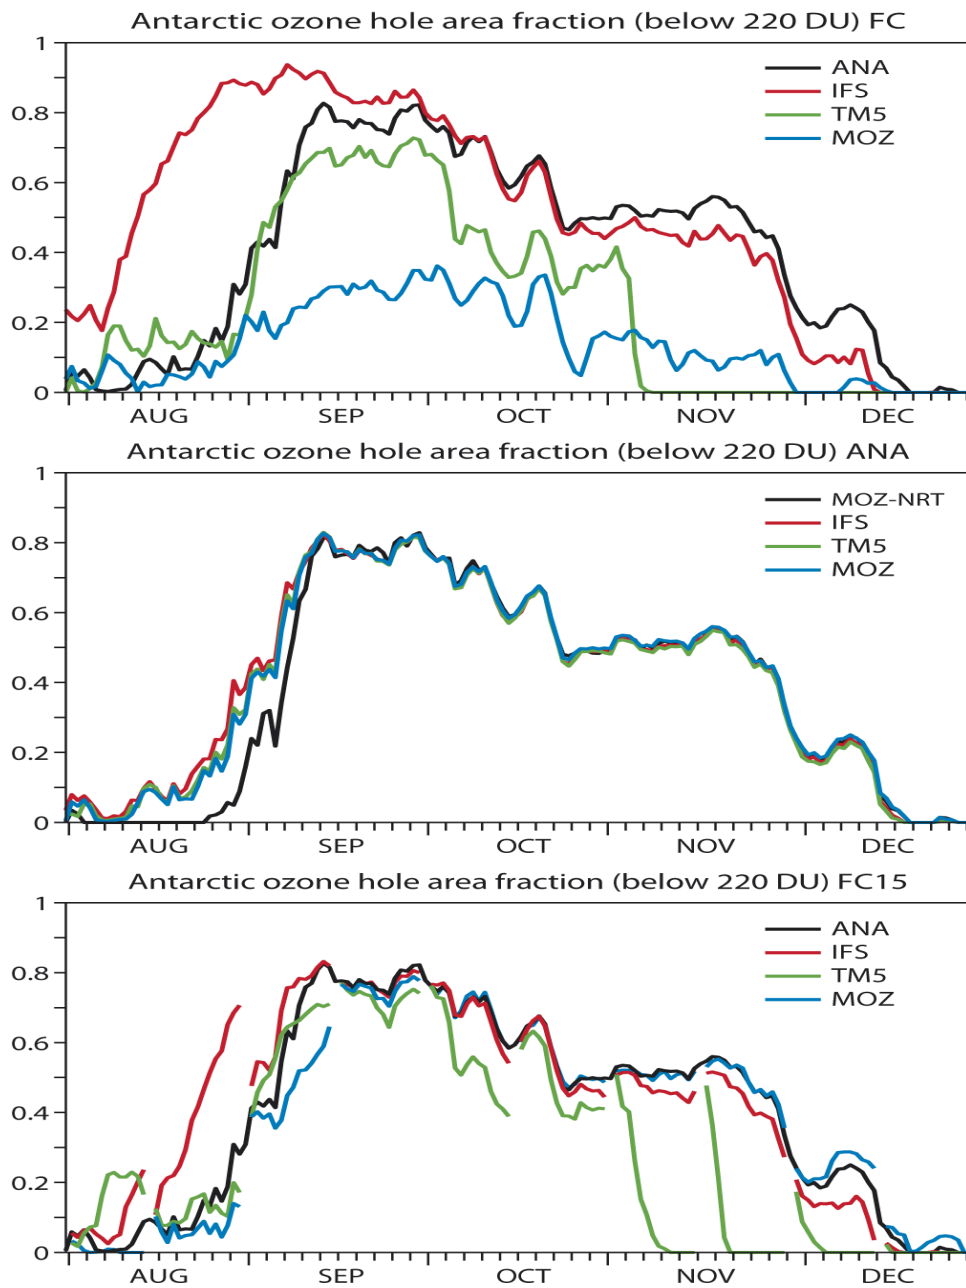 Antarctic ozone hole area fraction (below 220 DU) FC
1
0.8
0.6
0.4
0.2
0
ANA
IFS
TM5
MOZ
AUG SEP OCT NOV DEC
Antarctic ozone hole area fraction (below 220 DU) ANA
1
0.8
0.6
0.4
0.2
0
MOZ-NRT
IFS
TM5
MOZ
AUG SEP OCT NOV DEC
Antarctic ozone hole area fraction (below 220 DU) FC15
1
0.8
0.6
0.4
0.2
0
ANA
IFS
TM5
MOZ
AUG SEP OCT NOV DEC